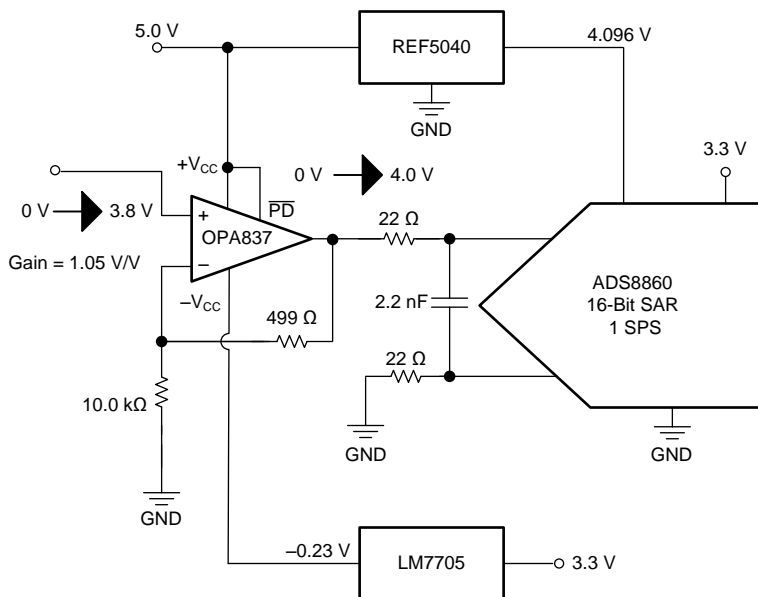 5.0 V
REF5040
4.096 V
GND
3.3 V
+VCC
0 V
4.0 V
PD
0 V
3.8 V
+
OPA837
22 Ω
Gain = 1.05 V/V
−
−VCC
ADS8860
16-Bit SAR
1 SPS
2.2 nF
499 Ω
22 Ω
10.0 kΩ
GND
GND
GND
−0.23 V
LM7705
3.3 V